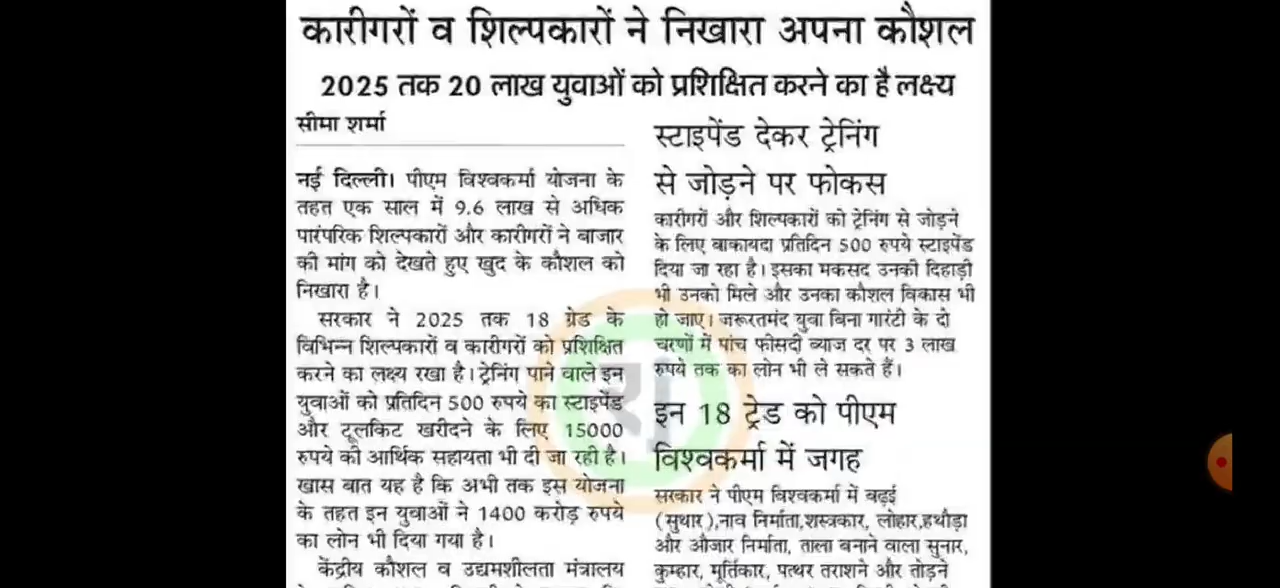 कारीगरों व शिल्पकारों ने निखारा अपना कौशल
2025 तक 20 लाख युवाओं को प्रशिक्षित करने का है लक्ष्य
सीमा शर्मा
नई दिल्ली। पीएम विश्वकर्मा योजना के
तहत एक साल में 9.6 लाख से अधिक
पारंपरिक शिल्पकारों और कारीगरों ने बाजार
की मांग को देखते हुए खुद के कौशल को
निखारा है।
सरकार ने 2025 तक 18 ग्रेड के
विभिन्न शिल्पकारों व कारीगरों को प्रशिक्षित
करने का लक्ष्य रखा है। ट्रेनिंग पाने वाले इन
युवाओं को प्रतिदिन 500 रुपये का स्टाइपेंड
और टूलकिट खरीदने के लिए 15000
रुपये की आर्थिक सहायता भी दी जा रही है।
खास बात यह है कि अभी तक इस योजना
के तहत इन युवाओं ने 1400 करोड़ रुपये
का लोन भी दिया गया है।
केंद्रीय कौशल व उद्यमशीलता मंत्रालय
स्टाइपेंड देकर ट्रेनिंग
से जोड़ने पर फोकस
कारीगरों और शिल्पकारों को ट्रेनिंग से जोड़ने
के लिए बाकायदा प्रतिदिन 500 रुपये स्टाइपेंड
दिया जा रहा है। इसका मकसद उनकी दिहाड़ी
भी उनको मिले और उनका कौशल विकास भी
हो जाए। जरूरतमंद युवा बिना गारंटी के दो
चरणों में पांच फीसदी ब्याज दर पर 3 लाख
रुपये तक का लोन भी ले सकते हैं।
इन 18 ट्रेड को पीएम
विश्वकर्मा में जगह
सरकार ने पीएम विश्वकर्मा में बढ़ई
(सुथार),नाव निर्माता,शस्त्रकार, लोहार,हथौड़ा
और औजार निर्माता, ताला बनाने वाला सुनार,
कुम्हार, मूर्तिकार, पत्थर तराशने और तोड़ने